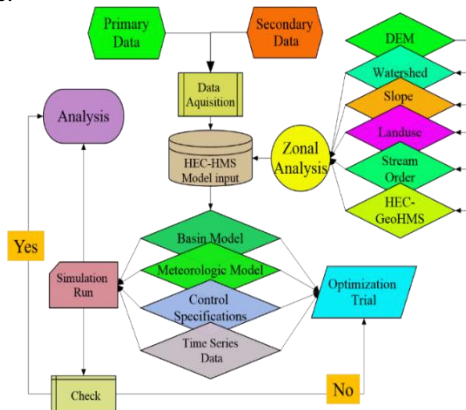 Primary
Data
Secondary
Data
DEM
Watershed
Slope
Landuse
Stream
Order
HEC-
GeoHMS
Data
Aquisition
Analysis
Zonal
Analysis
HEC-HMS
Model input
Yes
Basin Model
Meteorologic Model
Control
Specifications
Time Series
Data
Simulation
Run
Optimization
Trial
Check
No